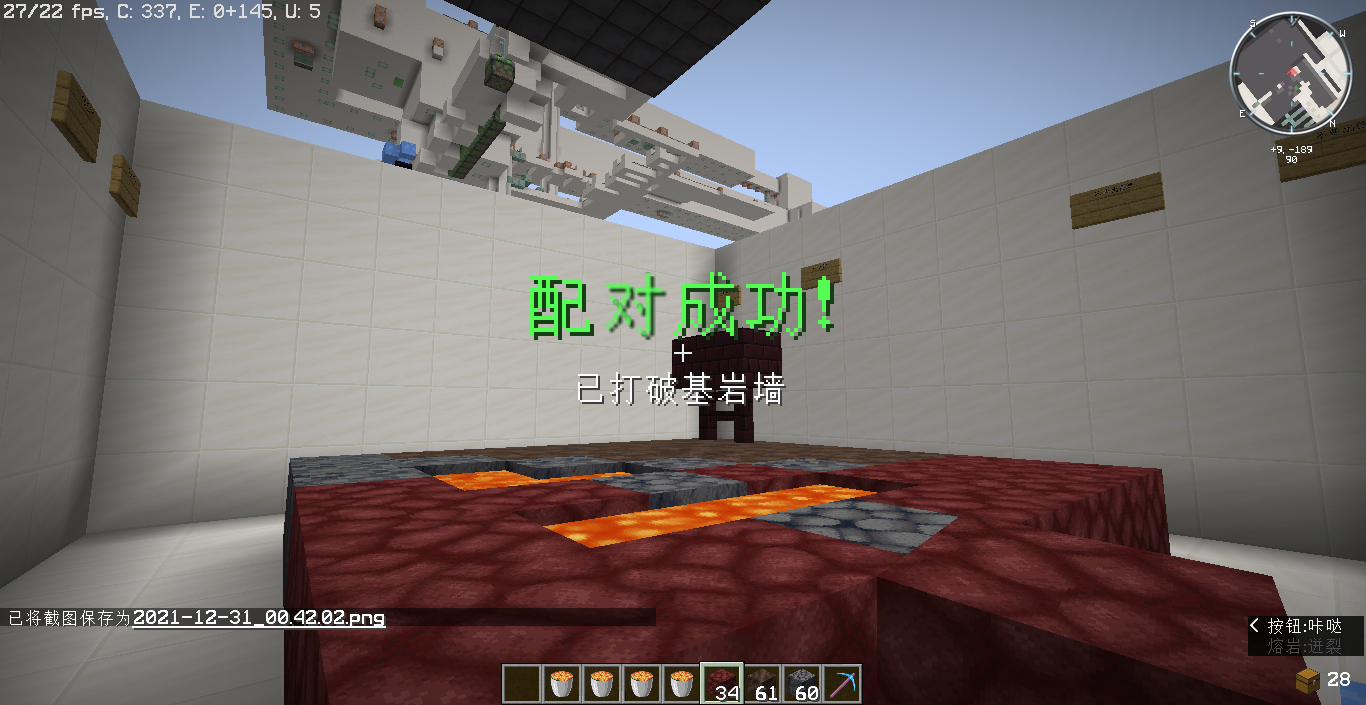 27/22 fps, C: 337, E: 0+145, U: 5
S
W
E
N
+9, -189
90
配对成功!
已打破基岩墙
已将截图保存为2021-12-31_00.42.02.png
< 按钮:咔哒
熔岩:迸裂
34
61
60
28